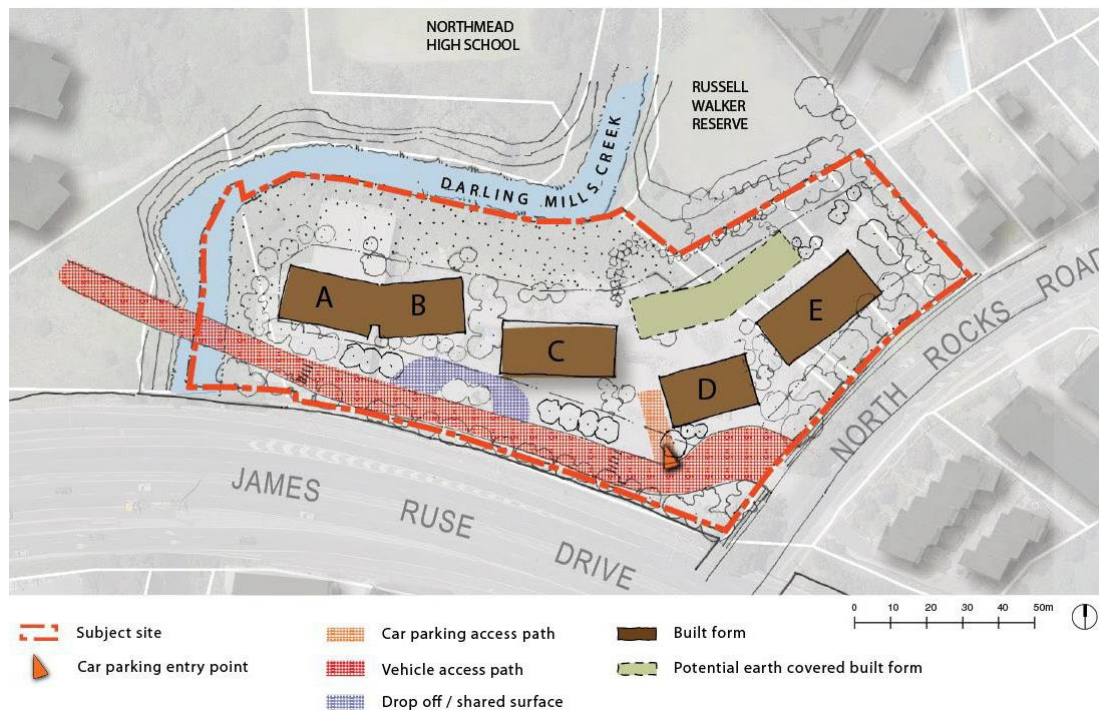 NORTHMEAD
HIGH SCHOOL
RUSSELL
WALKER
RESERVE
DARLING MILLS CREEK
A
B
C
D
E
NORTH ROCKS ROAD
JAMES RUSE DRIVE
0 10 20 30 40 50m
Subject site
Car parking entry point
Car parking access path
Vehicle access path
Drop off / shared surface
Built form
Potential earth covered built form